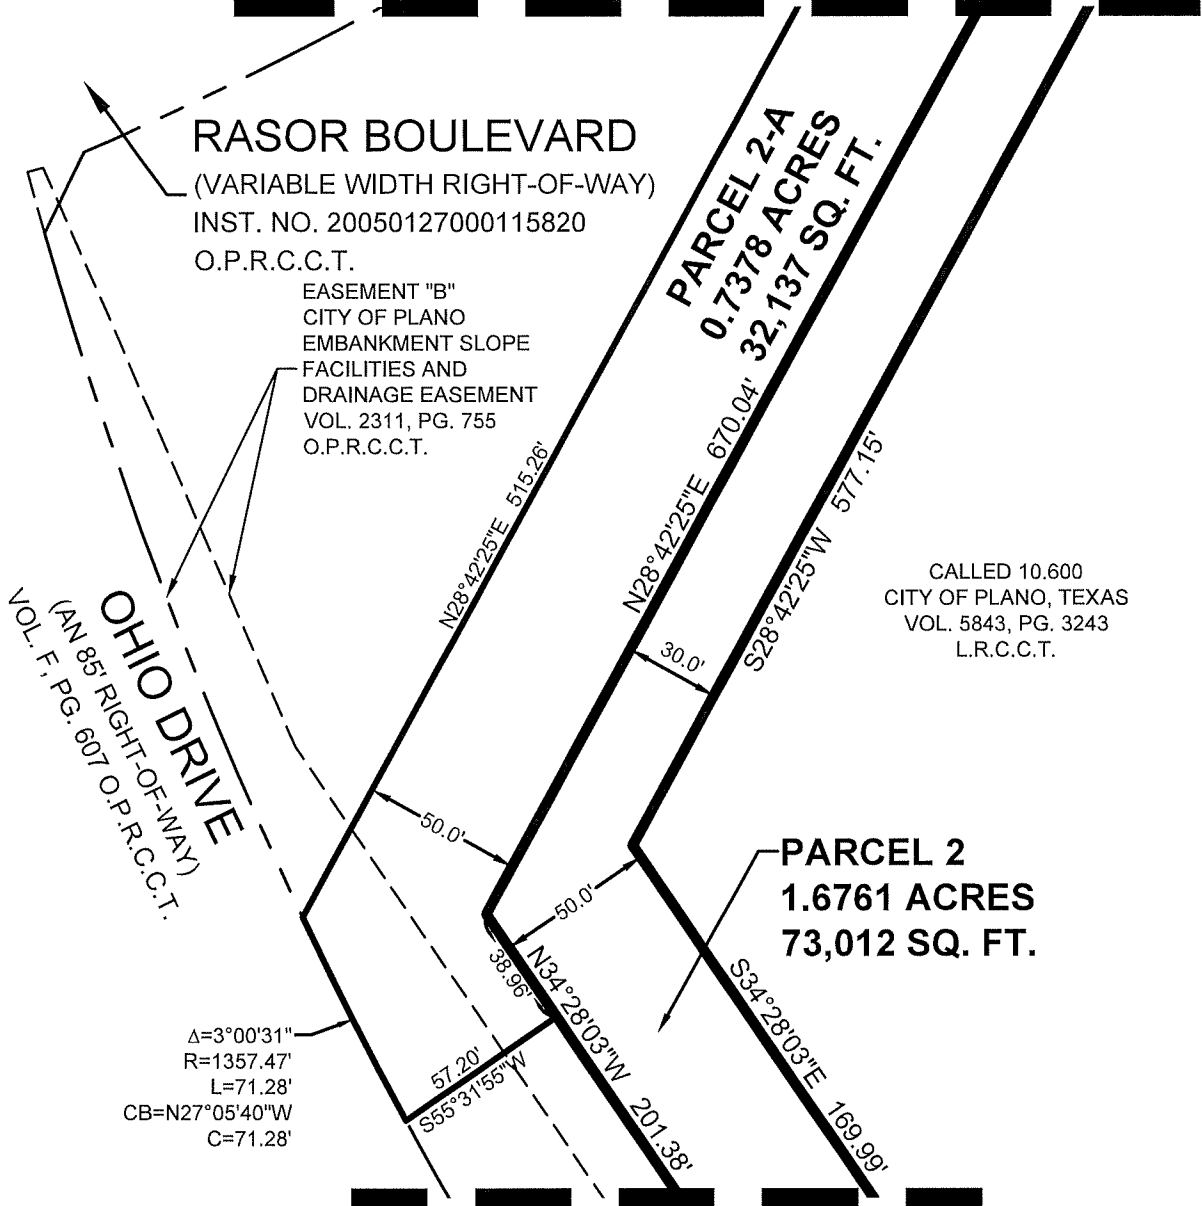 RASOR BOULEVARD
(VARIABLE WIDTH RIGHT-OF-WAY)
INST. NO. 20050127000115820
O.P.R.C.C.T.
EASEMENT "B"
CITY OF PLANO
EMBANKMENT SLOPE
FACILITIES AND
DRAINAGE EASEMENT
VOL. 2311, PG. 755
O.P.R.C.C.T.
PARCEL 2-A
0.7378 ACRES
32,137 SQ. FT.
N28°42'25"E 515.26'
N28°42'25"E 670.04'
S28°42'25"W 577.15'
CALLED 10.600
CITY OF PLANO, TEXAS
VOL. 5843, PG. 3243
L.R.C.C.T.
30.0'
OHIO DRIVE
(AN 85' RIGHT-OF-WAY)
VOL. F, PG. 607 O.P.R.C.C.T.
50.0'
50.0'
PARCEL 2
1.6761 ACRES
73,012 SQ. FT.
38.96'
N34°28'03"W 201.38'
S34°28'03"E 169.99'
57.20'
S55°31'55"W
Δ=3°00'31"
R=1357.47'
L=71.28'
CB=N27°05'40"W
C=71.28'